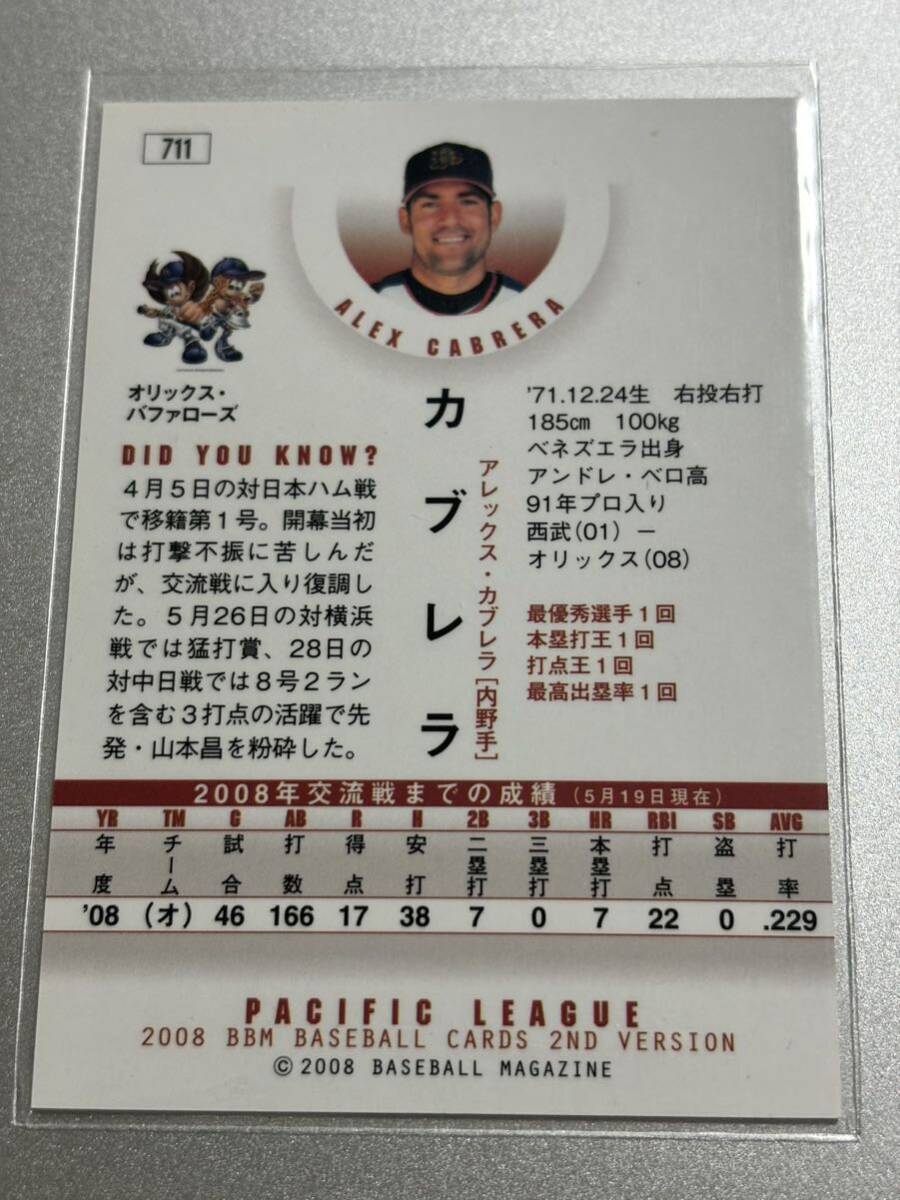 711
ALEX CABRERA
オリックス・
バファローズ
DID YOU KNOW?
4月5日の対日本ハム戦
で移籍第1号。開幕当初
は打撃不振に苦しんだ
が、交流戦に入り復調し
た。5月26日の対横浜
戦では猛打賞、28日の
対中日戦では8号2ラン
を含む3打点の活躍で先
発・山本昌を粉砕した。
カブレラ
アレックス・カブレラ[内野手]
'71.12.24生 右投右打
185㎝ 100㎏
ベネズエラ出身
アンドレ・ベロ高
91年プロ入り
西武(01) −
オリックス(08)
最優秀選手1回
本塁打王1回
打点王1回
最高出塁率1回
2008年交流戦までの成績(5月19日現在)
YR TM G AB R H 2B 3B HR RBI SB AVG
年度 チーム 試合 打数 得点 安打 二塁打 三塁打 本塁打 打点 盗塁 打率
'08 (オ) 46 166 17 38 7 0 7 22 0 .229
PACIFIC LEAGUE
2008 BBM BASEBALL CARDS 2ND VERSION
©2008 BASEBALL MAGAZINE